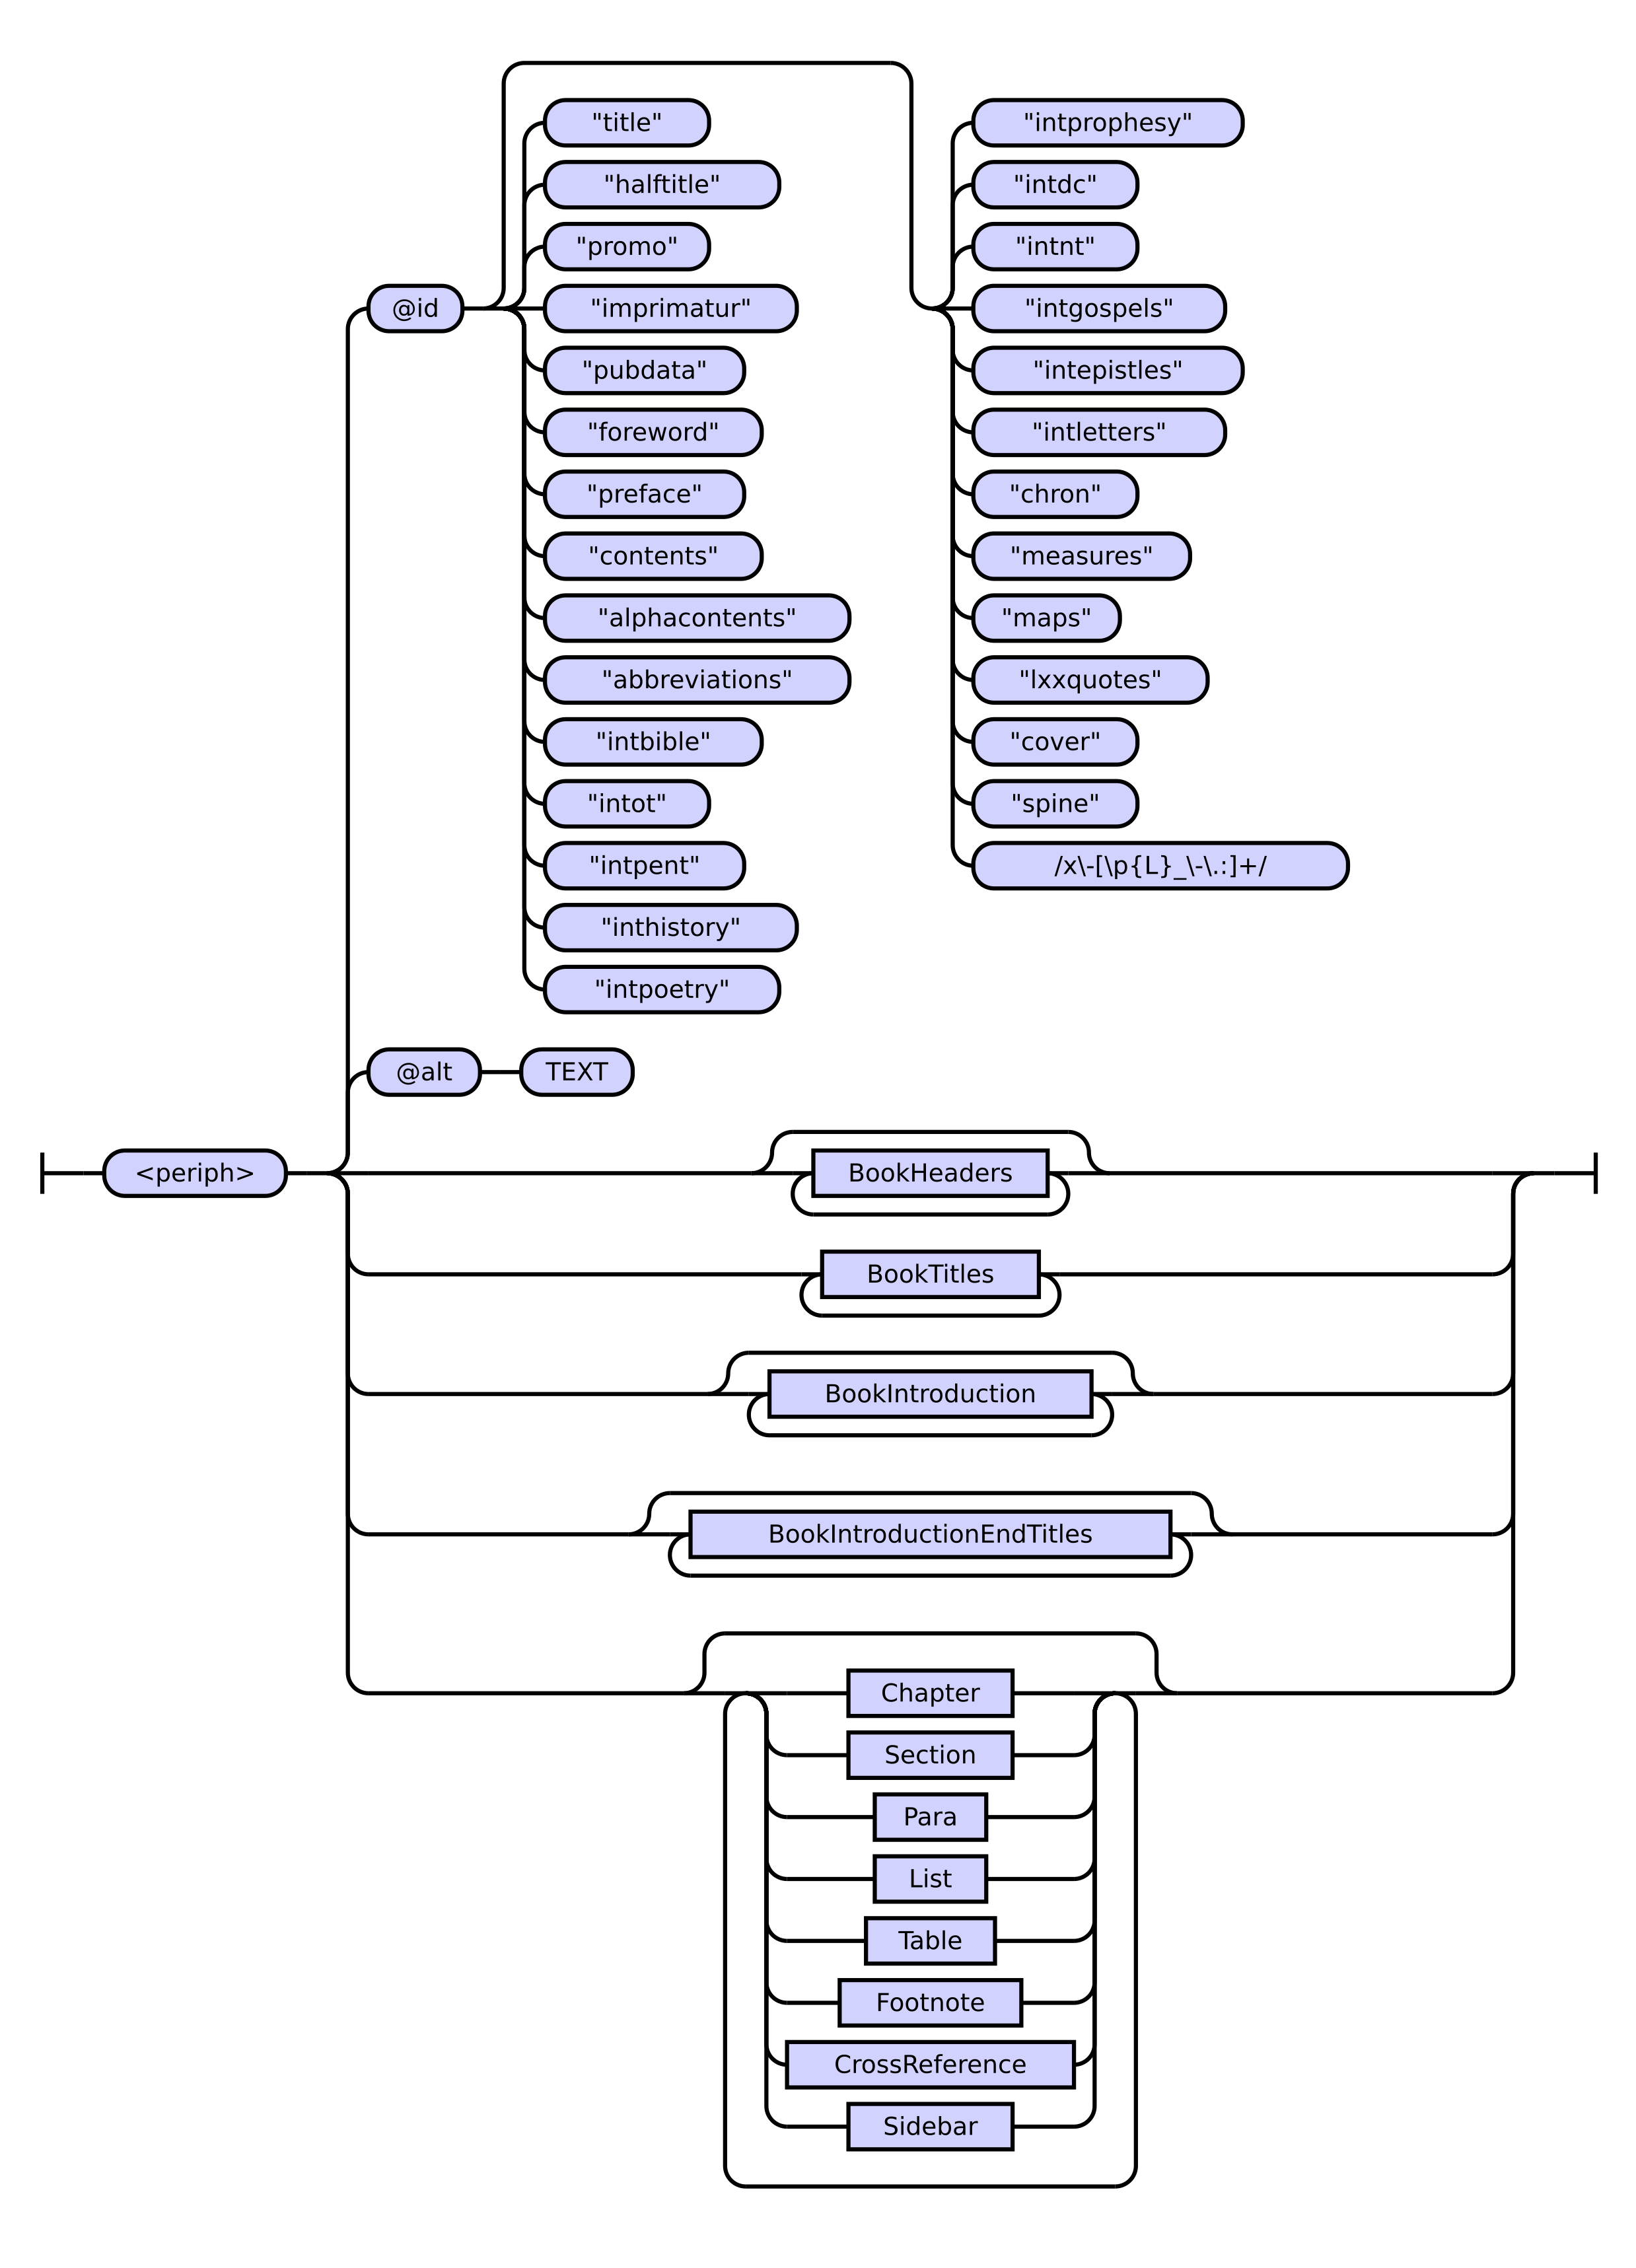 @id
"title"
"halftitle"
"promo"
"imprimatur"
"pubdata"
"foreword"
"preface"
"contents"
"alphacontents"
"abbreviations"
"intbible"
"intot"
"intpent"
"inthistory"
"intpoetry"
"intprophesy"
"intdc"
"intnt"
"intgospels"
"intepistles"
"intletters"
"chron"
"measures"
"maps"
"lxxquotes"
"cover"
"spine"
/x\-[\p{L}_\-\.:]+/
@alt
TEXT
<periph>
BookHeaders
BookTitles
BookIntroduction
BookIntroductionEndTitles
Chapter
Section
Para
List
Table
Footnote
CrossReference
Sidebar